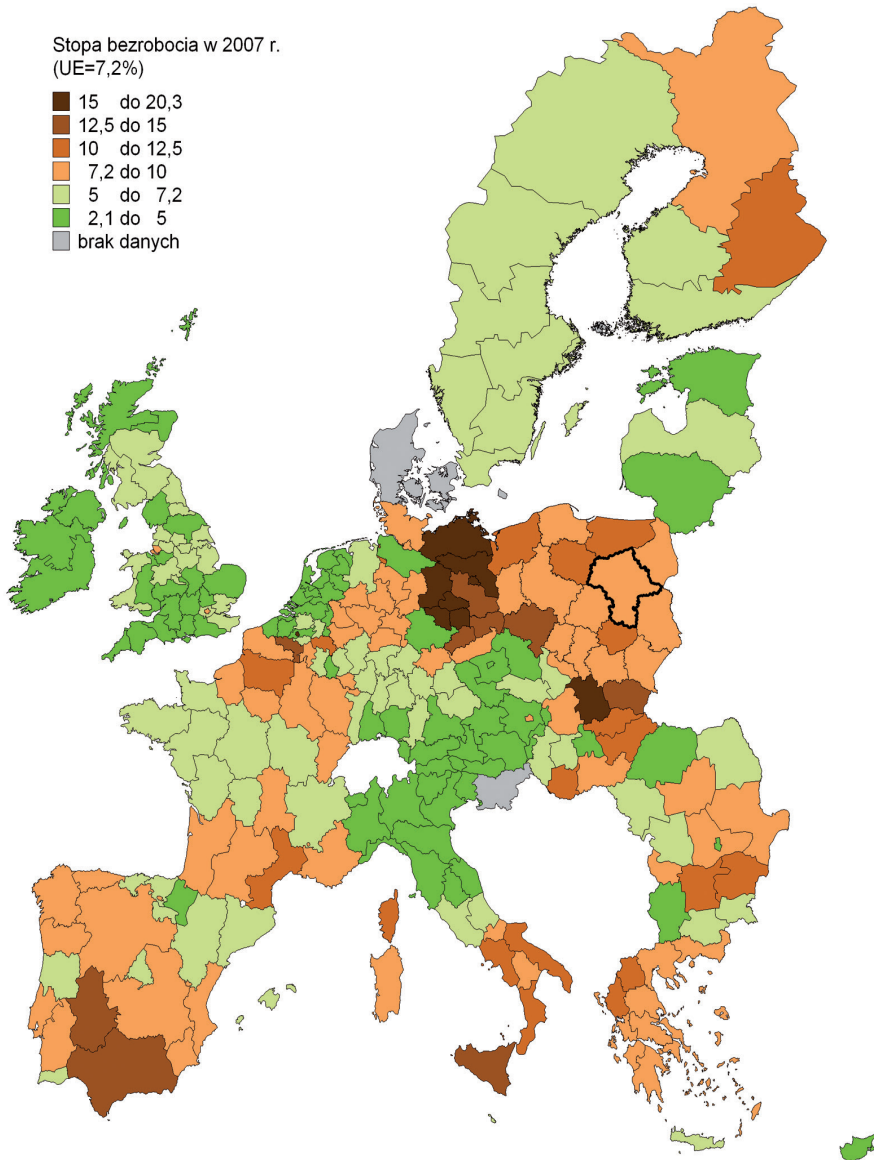 Stopa bezrobocia w 2007 r.
(UE=7,2%)
15 do 20,3
12,5 do 15
10 do 12,5
7,2 do 10
5 do 7,2
2,1 do 5
brak danych